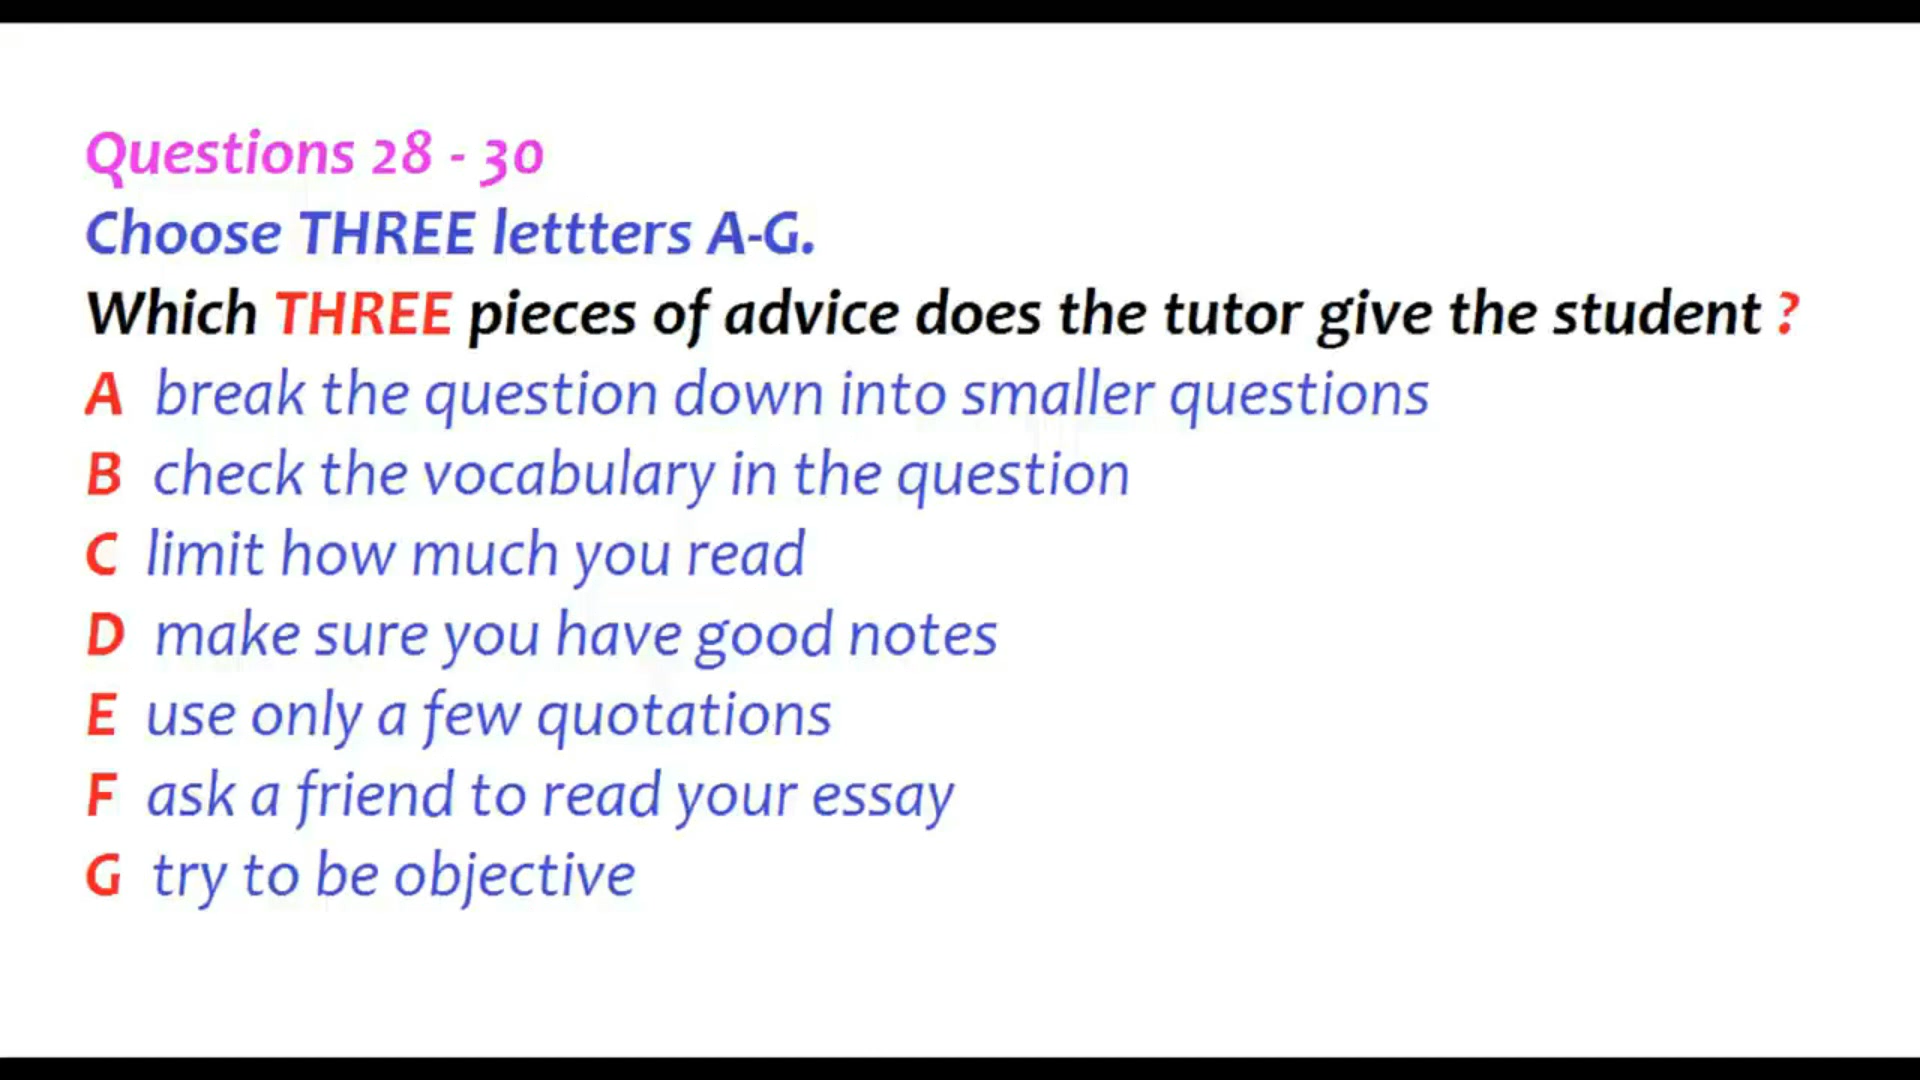 Questions 28 - 30
Choose THREE lettters A-G.
Which THREE pieces of advice does the tutor give the student ?
A break the question down into smaller questions
B check the vocabulary in the question
C limit how much you read
D make sure you have good notes
E use only a few quotations
F ask a friend to read your essay
G try to be objective